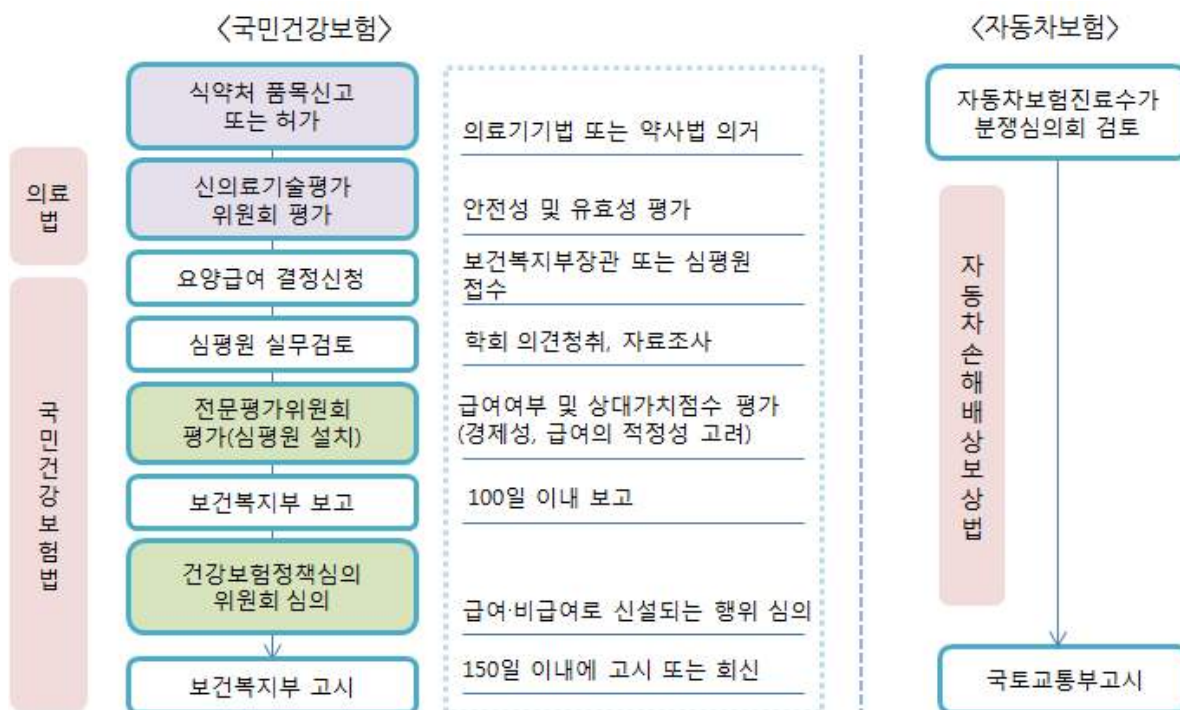 〈국민건강보험〉
식약처 품목신고
또는 허가
의료기기법 또는 약사법 의거
의료
법
신의료기술평가
위원회 평가
안전성 및 유효성 평가
요양급여 결정신청
보건복지부장관 또는 심평원
접수
심평원 실무검토
학회 의견청취, 자료조사
국민건강보험법
전문평가위원회
평가(심평원 설치)
급여여부 및 상대가치점수 평가
(경제성, 급여의 적정성 고려)
보건복지부 보고
100일 이내 보고
건강보험정책심의
위원회 심의
급여·비급여로 신설되는 행위 심의
보건복지부 고시
150일 이내에 고시 또는 회신
〈자동차보험〉
자동차보험진료수가
분쟁심의회 검토
자동차손해배상보상법
국토교통부고시